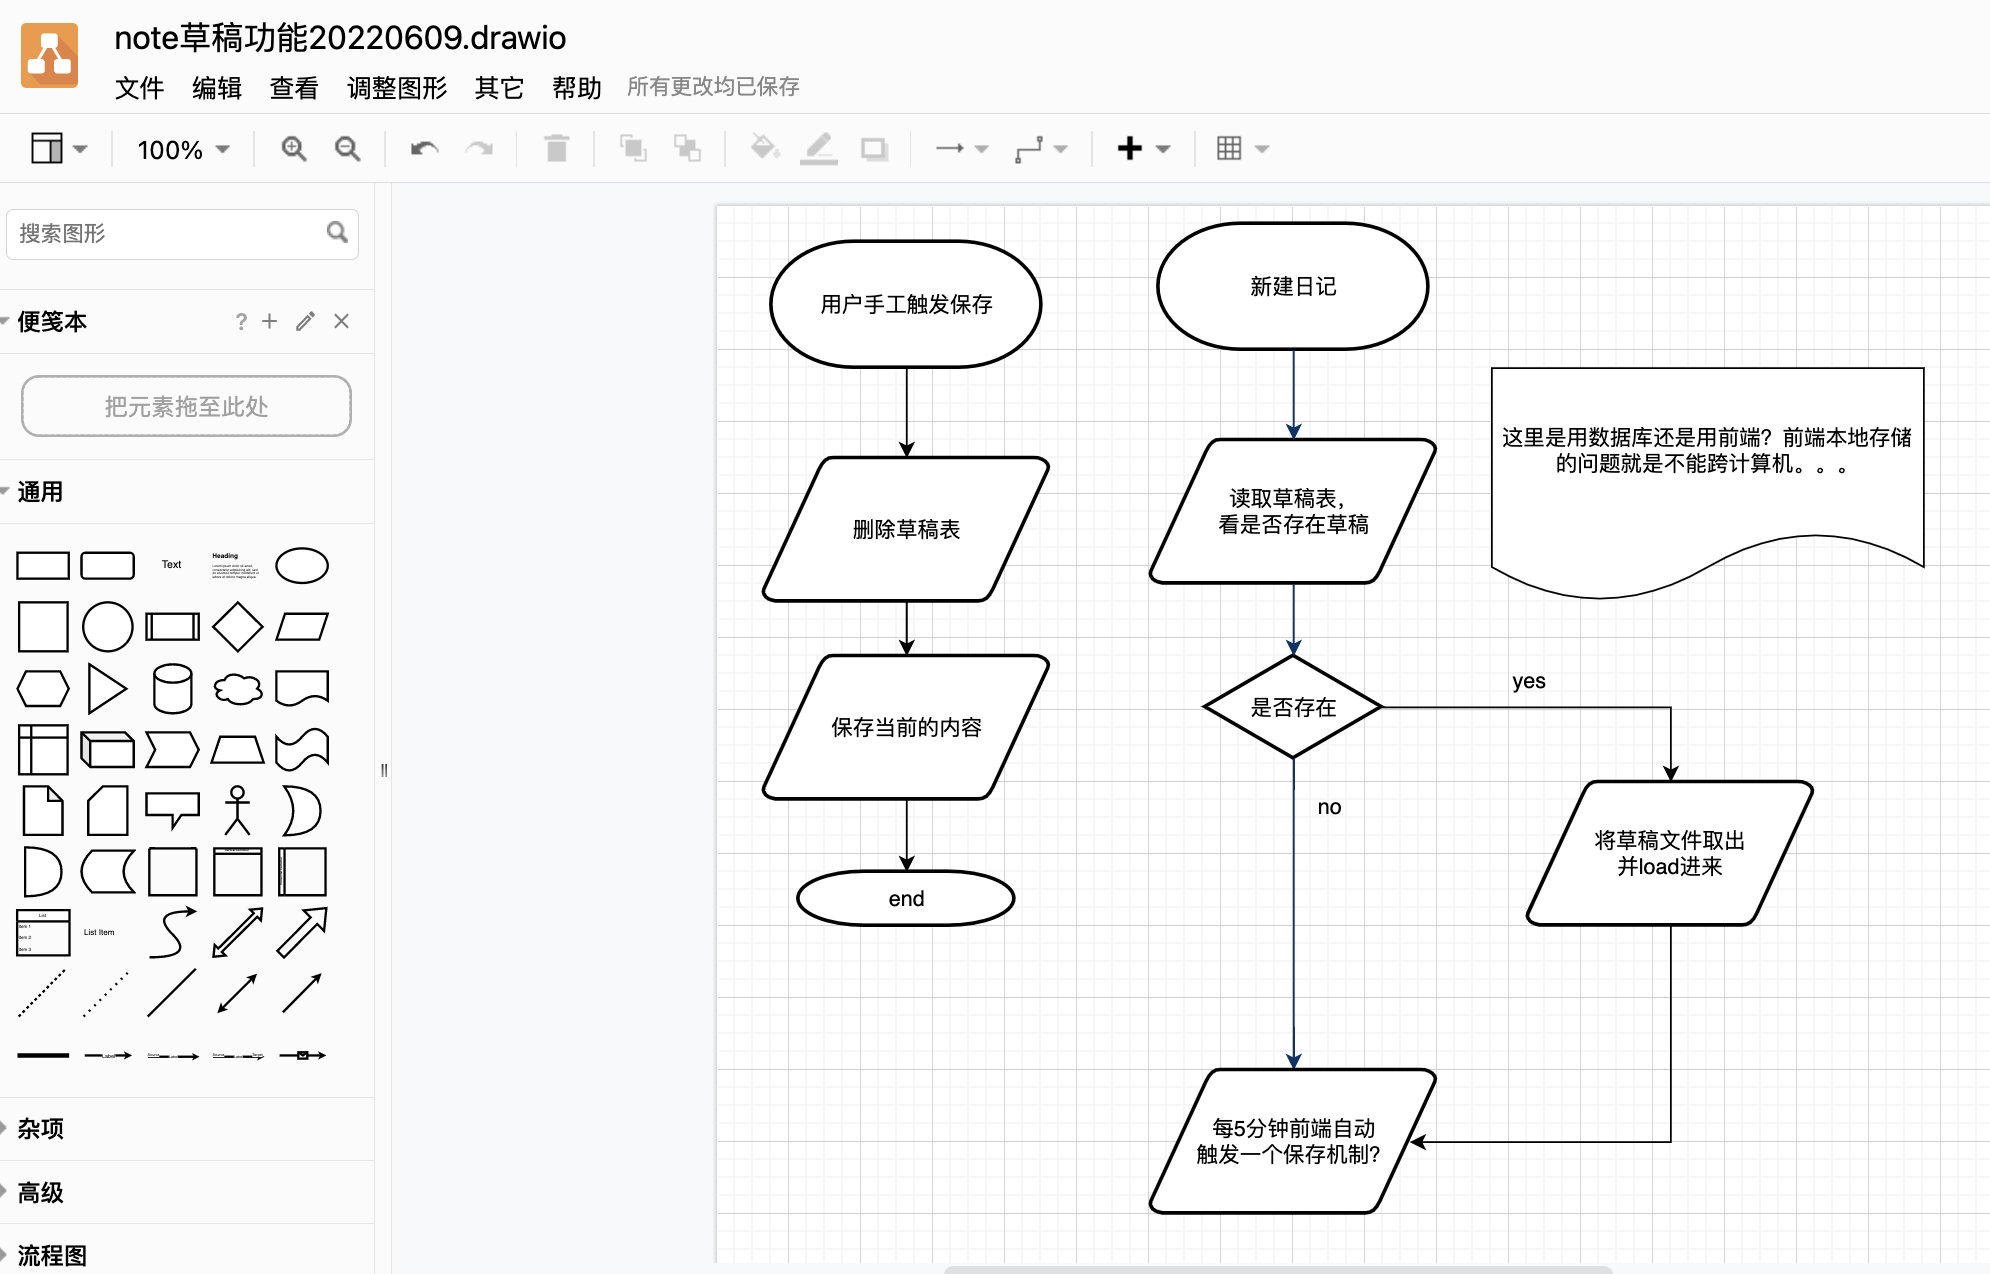 note草稿功能20220609.drawio
文件 编辑 查看 调整图形 其它 帮助 所有更改均已保存
100%
搜索图形
便笺本
?
把元素拖至此处
通用
Text
Heading
List
Item 1
Item 2
Item 3
List Item
Label
杂项
高级
流程图
用户手工触发保存
删除草稿表
保存当前的内容
end
新建日记
读取草稿表，
看是否存在草稿
是否存在
yes
no
这里是用数据库还是用前端？前端本地存储
的问题就是不能跨计算机。。。
将草稿文件取出
并load进来
每5分钟前端自动
触发一个保存机制?